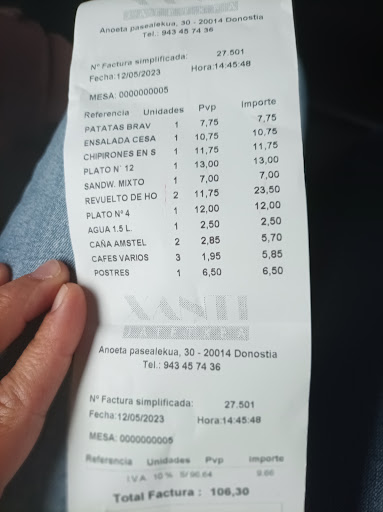 Anoeta pasealekua, 30 - 20014 Donostia
Tel.: 943 45 74 36
Nº Factura simplificada: 27.501
Fecha:12/05/2023 Hora:14:45:48
MESA: 0000000005
Referencia Unidades Pvp Importe
PATATAS BRAV 1 7,75 7,75
ENSALADA CESA 1 10,75 10,75
CHIPIRONES EN S 1 11,75 11,75
PLATO Nº 12 1 13,00 13,00
SANDW. MIXTO 1 7,00 7,00
REVUELTO DE HO 2 11,75 23,50
PLATO Nº 4 1 12,00 12,00
AGUA 1.5 L. 1 2,50 2,50
CAÑA AMSTEL 2 2,85 5,70
CAFES VARIOS 3 1,95 5,85
POSTRES 1 6,50 6,50
XANTI
Anoeta pasealekua, 30 - 20014 Donostia
Tel.: 943 45 74 36
Nº Factura simplificada: 27.501
Fecha:12/05/2023 Hora:14:45:48
MESA: 0000000005
Referencia Unidades Pvp Importe
IVA 10 % S/96.64 9.66
Total Factura : 106,30